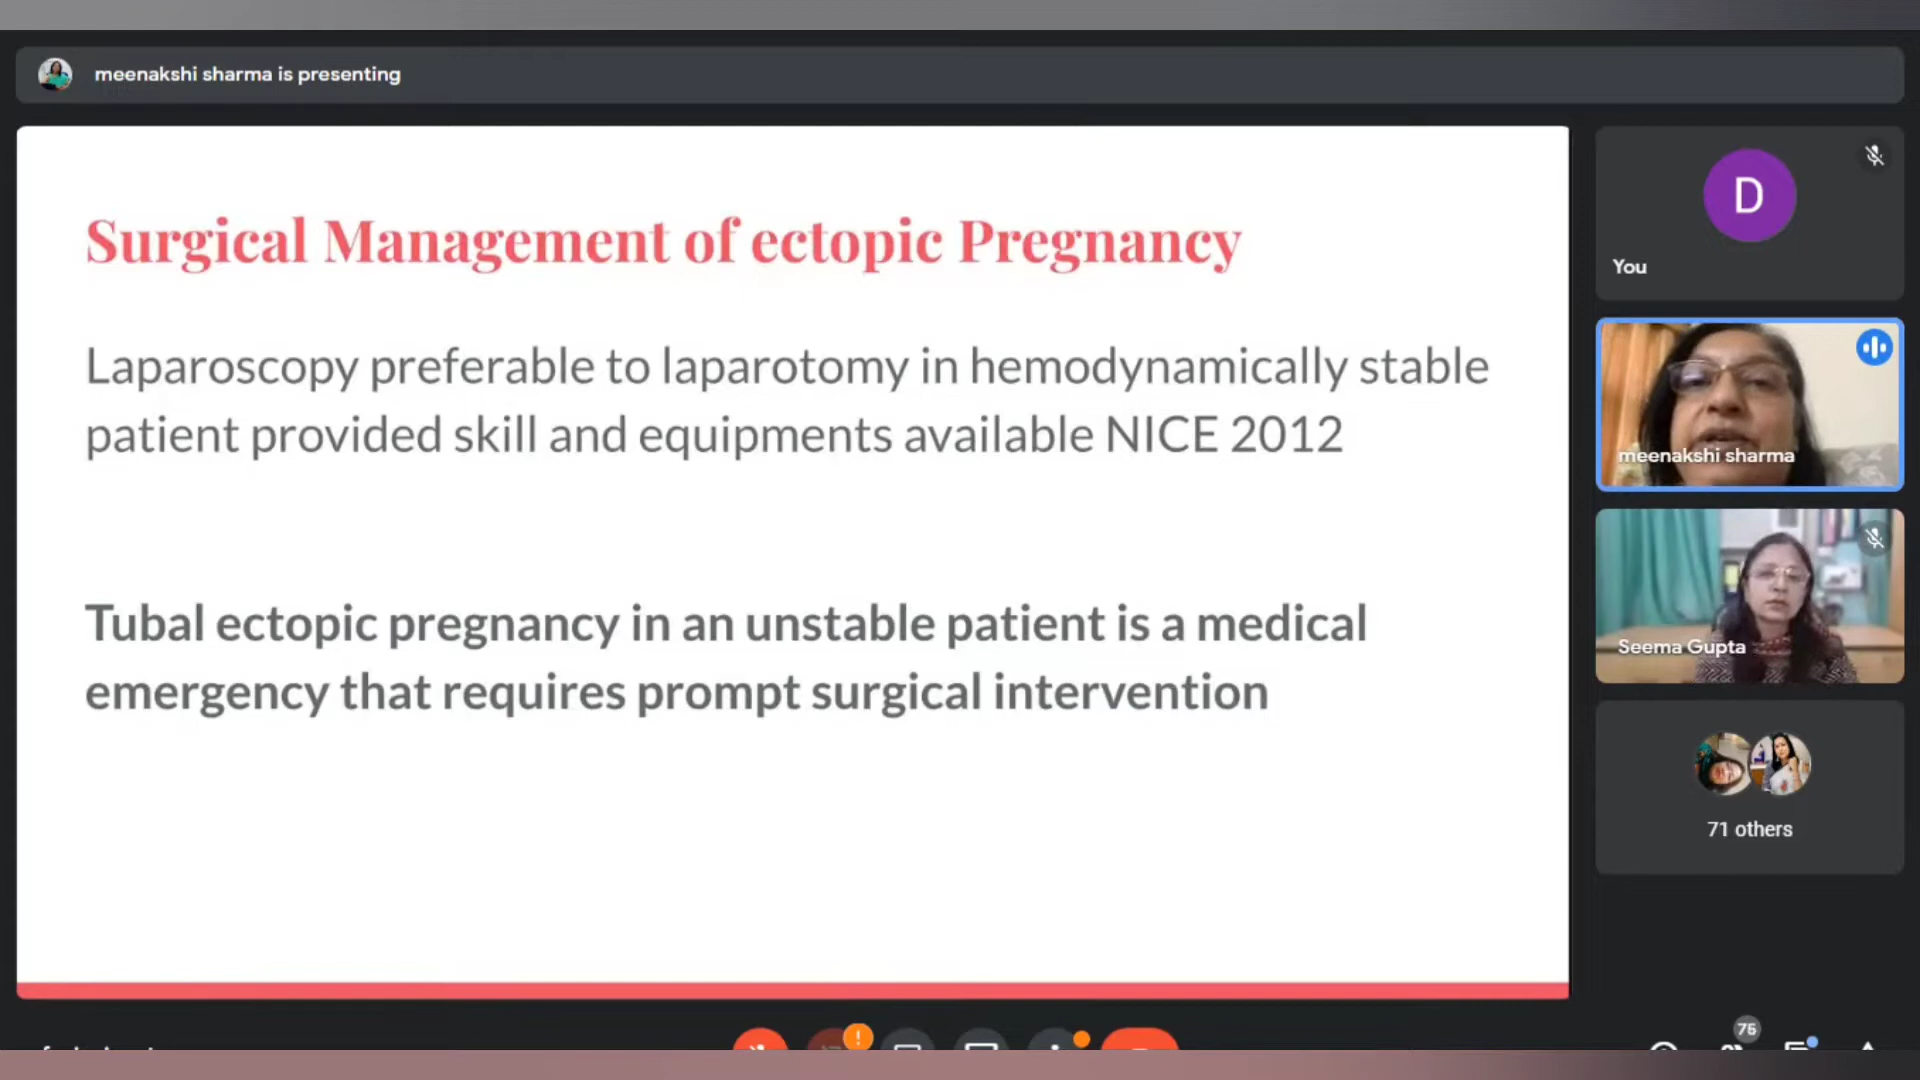 meenakshi sharma is presenting
Surgical Management of ectopic Pregnancy
Laparoscopy preferable to laparotomy in hemodynamically stable
patient provided skill and equipments available NICE 2012
Tubal ectopic pregnancy in an unstable patient is a medical
emergency that requires prompt surgical intervention
D
You
meenakshi sharma
Seema Gupta
71 others
75